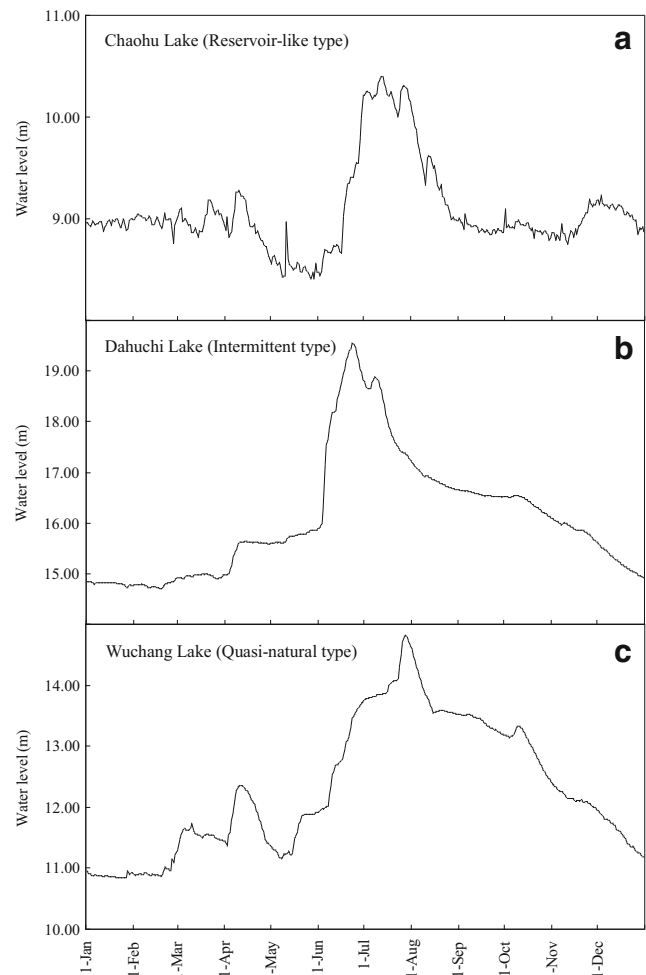 11.00
Chaohu Lake (Reservoir-like type)
a
10.00
Water level (m)
9.00
Dahuchi Lake (Intermittent type)
b
19.00
18.00
Water level (m)
17.00
16.00
15.00
Wuchang Lake (Quasi-natural type)
c
14.00
Water level (m)
13.00
12.00
11.00
10.00
1-Jan
1-Feb
1-Mar
1-Apr
1-May
1-Jun
1-Jul
1-Aug
1-Sep
1-Oct
1-Nov
1-Dec